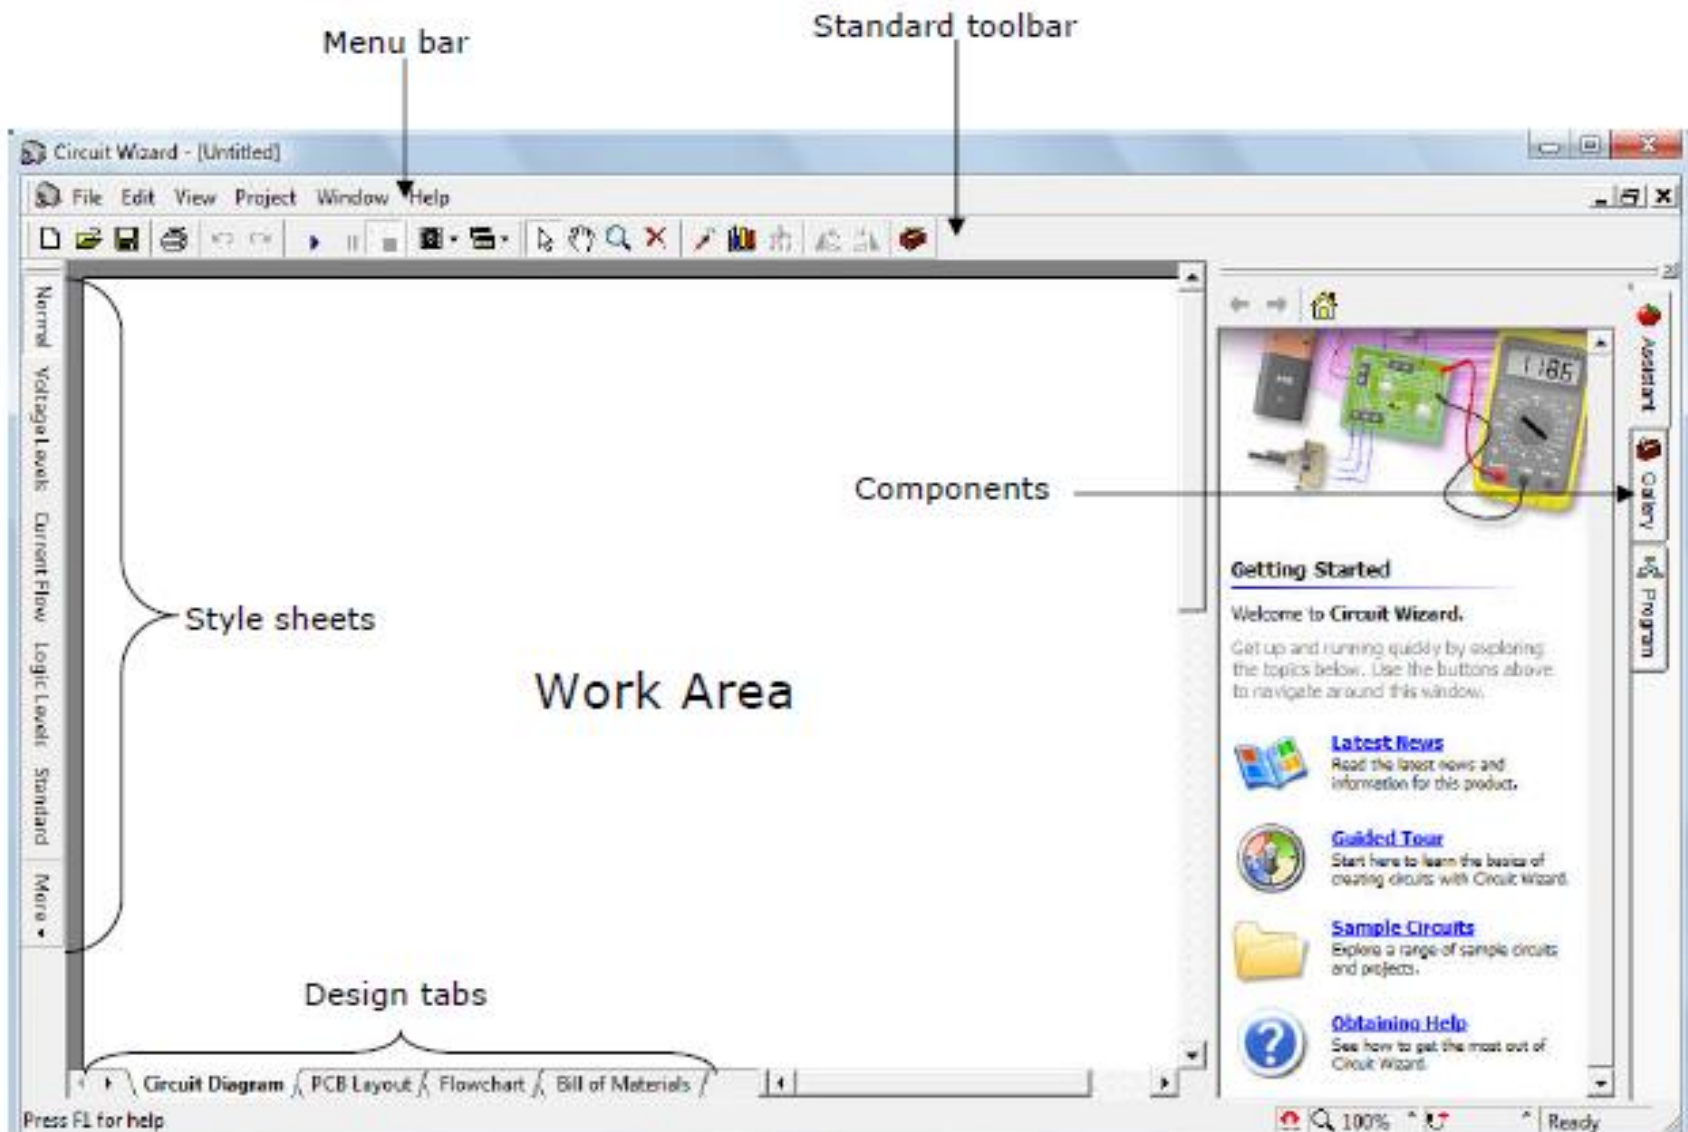 Menu bar
Standard toolbar
Circuit Wizard - [Untitled]
File Edit View Project Window Help
Normal
Voltage Levels
Current Flow
Logic Levels
Standard
More
Style sheets
Work Area
Components
Design tabs
1186
Assistant
Gallery
Program
Getting Started
Welcome to Circuit Wizard.
Get up and running quickly by exploring
the topics below. Use the buttons above
to navigate around this window.
Latest News
Read the latest news and
information for this product.
Guided Tour
Start here to learn the basics of
creating circuits with Circuit Wizard.
Sample Circuits
Explore a range of sample circuits
and projects.
Obtaining Help
See how to get the most out of
Circuit Wizard.
Circuit Diagram PCB Layout Flowchart Bill of Materials
Press F1 for help
100%
Ready